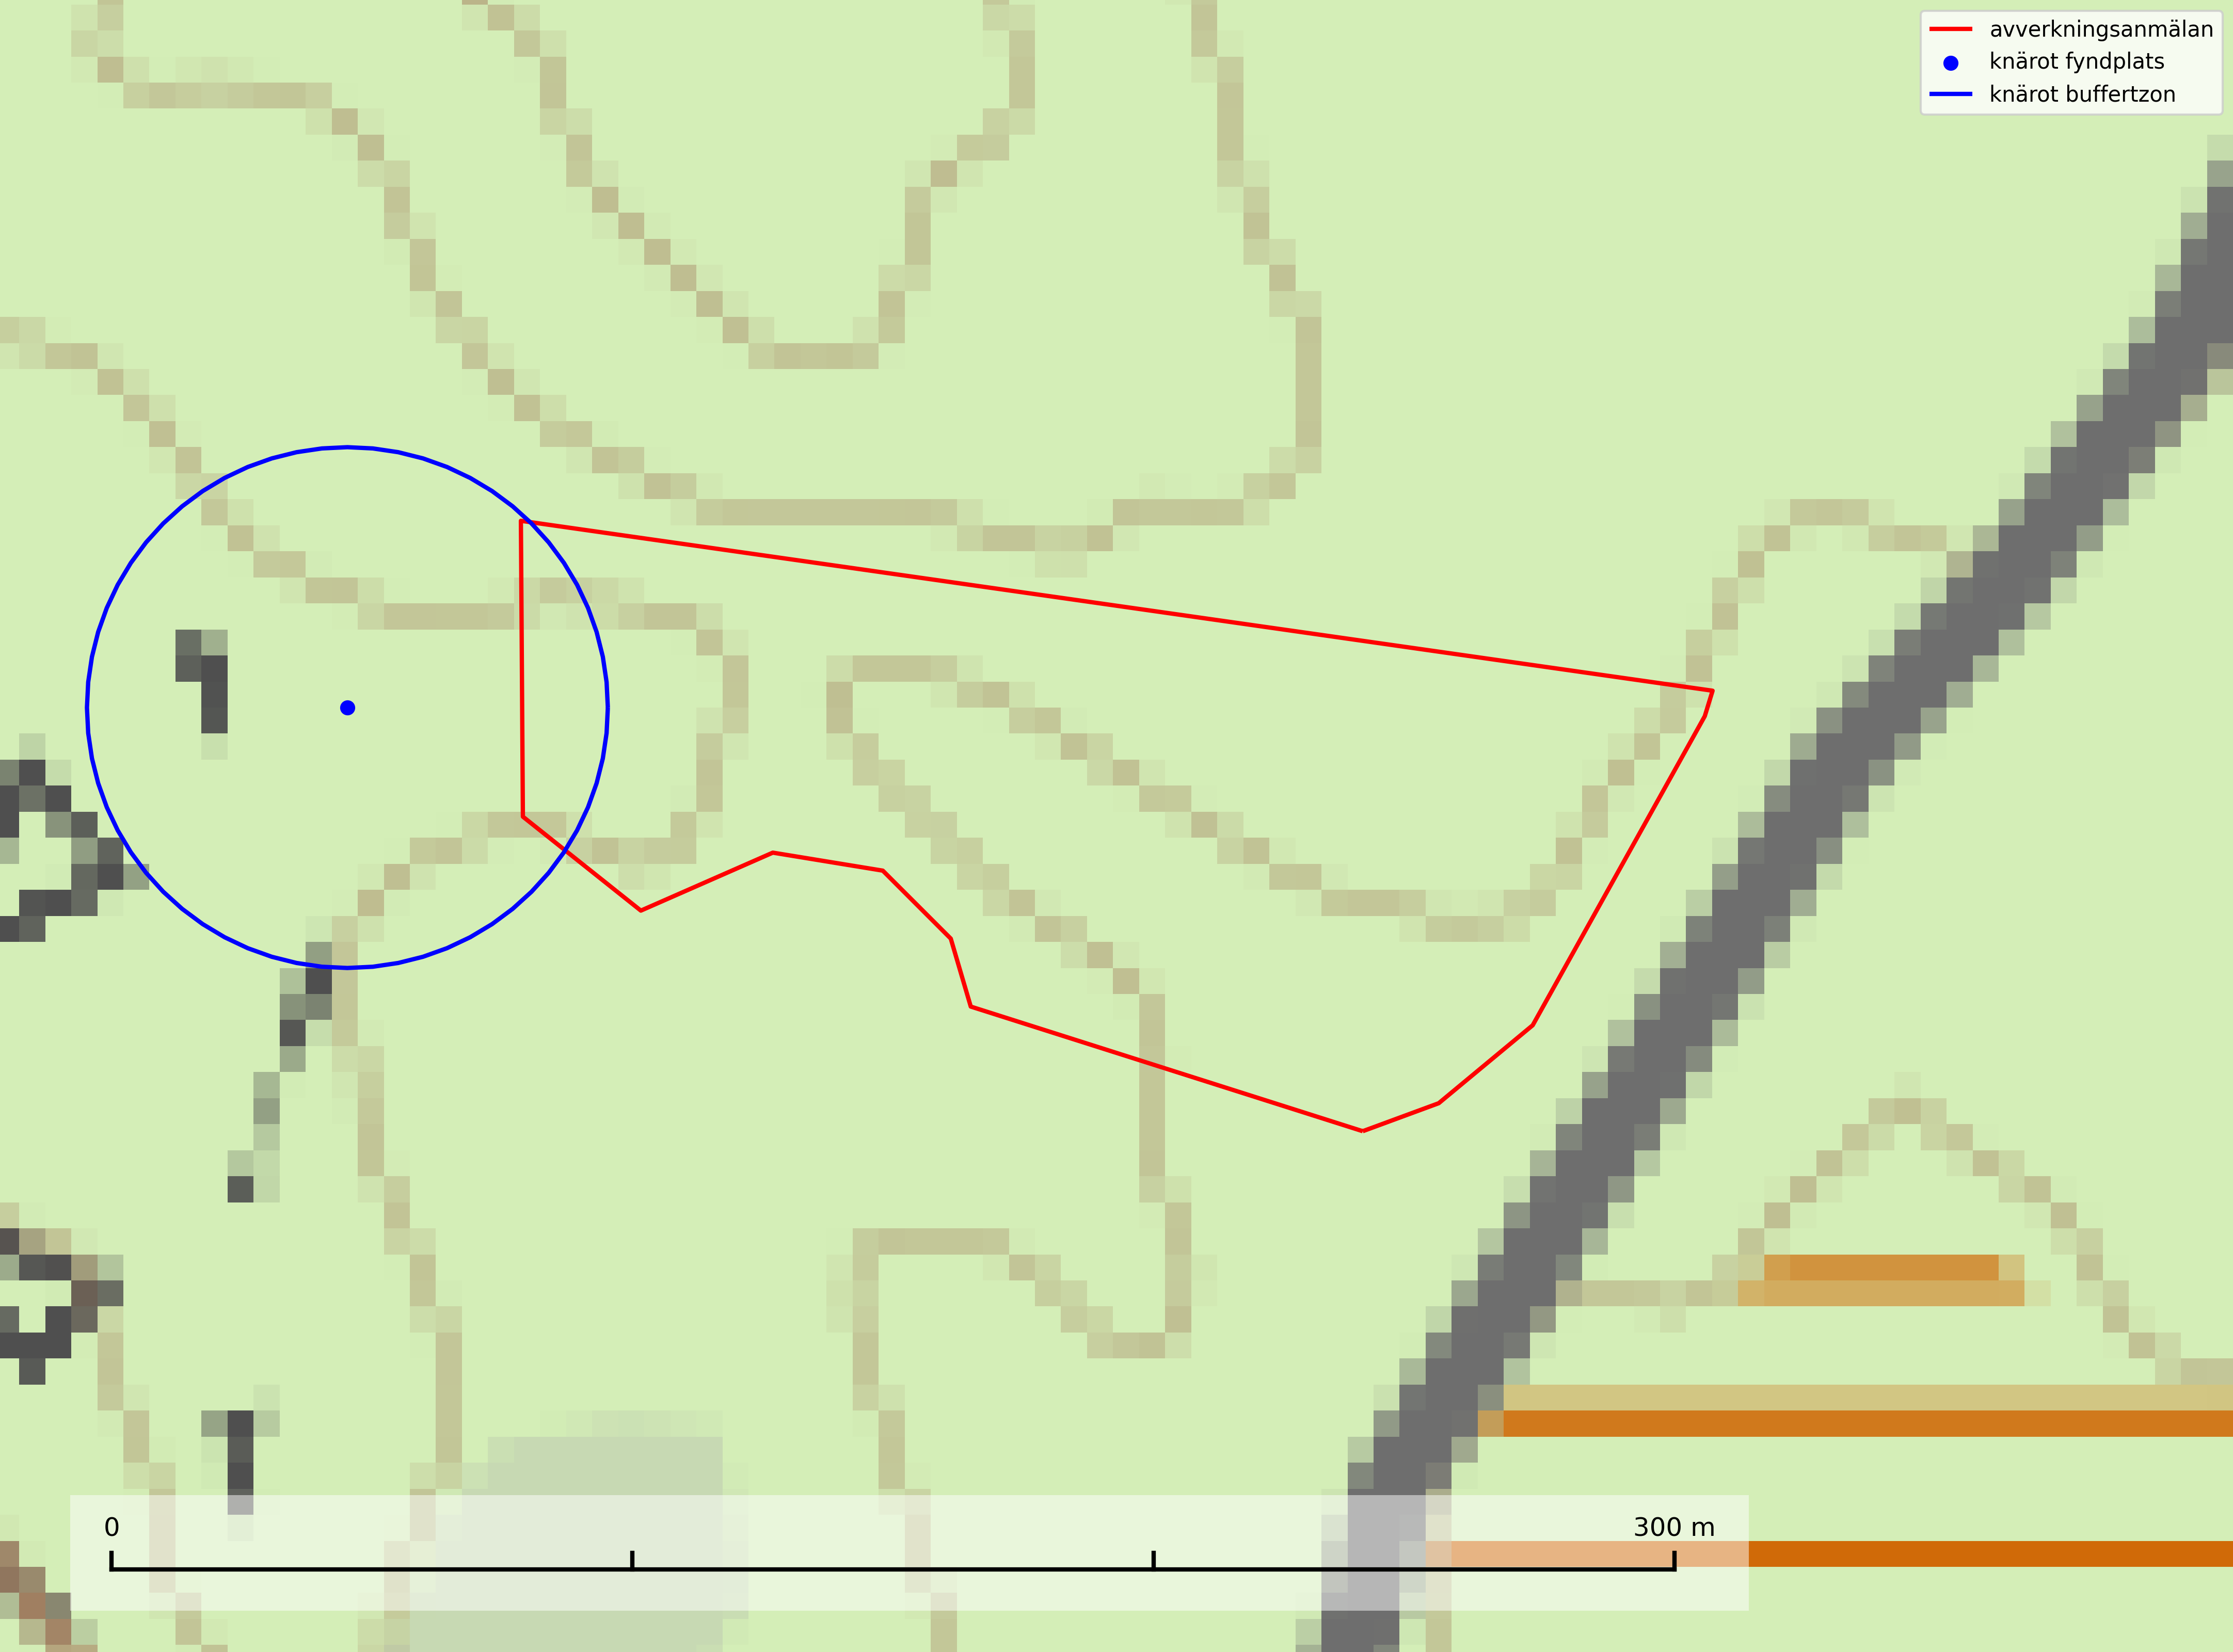 avverkningsanmälan
knärot fyndplats
knärot buffertzon
0
300 m